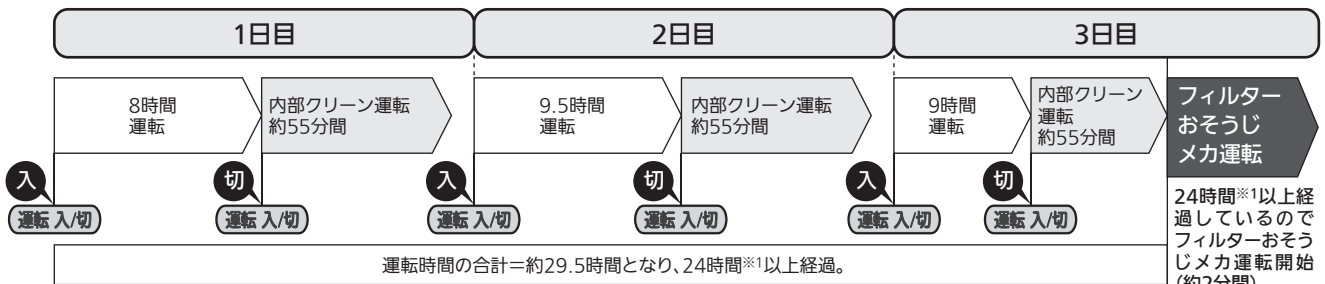 1日目
2日目
3日目
8時間
運転
内部クリーン運転
約55分間
9.5時間
運転
内部クリーン運転
約55分間
9時間
運転
内部クリーン
運転
約55分間
フィルター
おそうじ
メカ運転
入
切
入
切
入
切
運転 入/切
運転 入/切
運転 入/切
運転 入/切
運転 入/切
運転 入/切
24時間※1以上経
過しているので
フィルターおそう
じメカ運転開始
(約2分間)
運転時間の合計=約29.5時間となり、24時間※1以上経過。